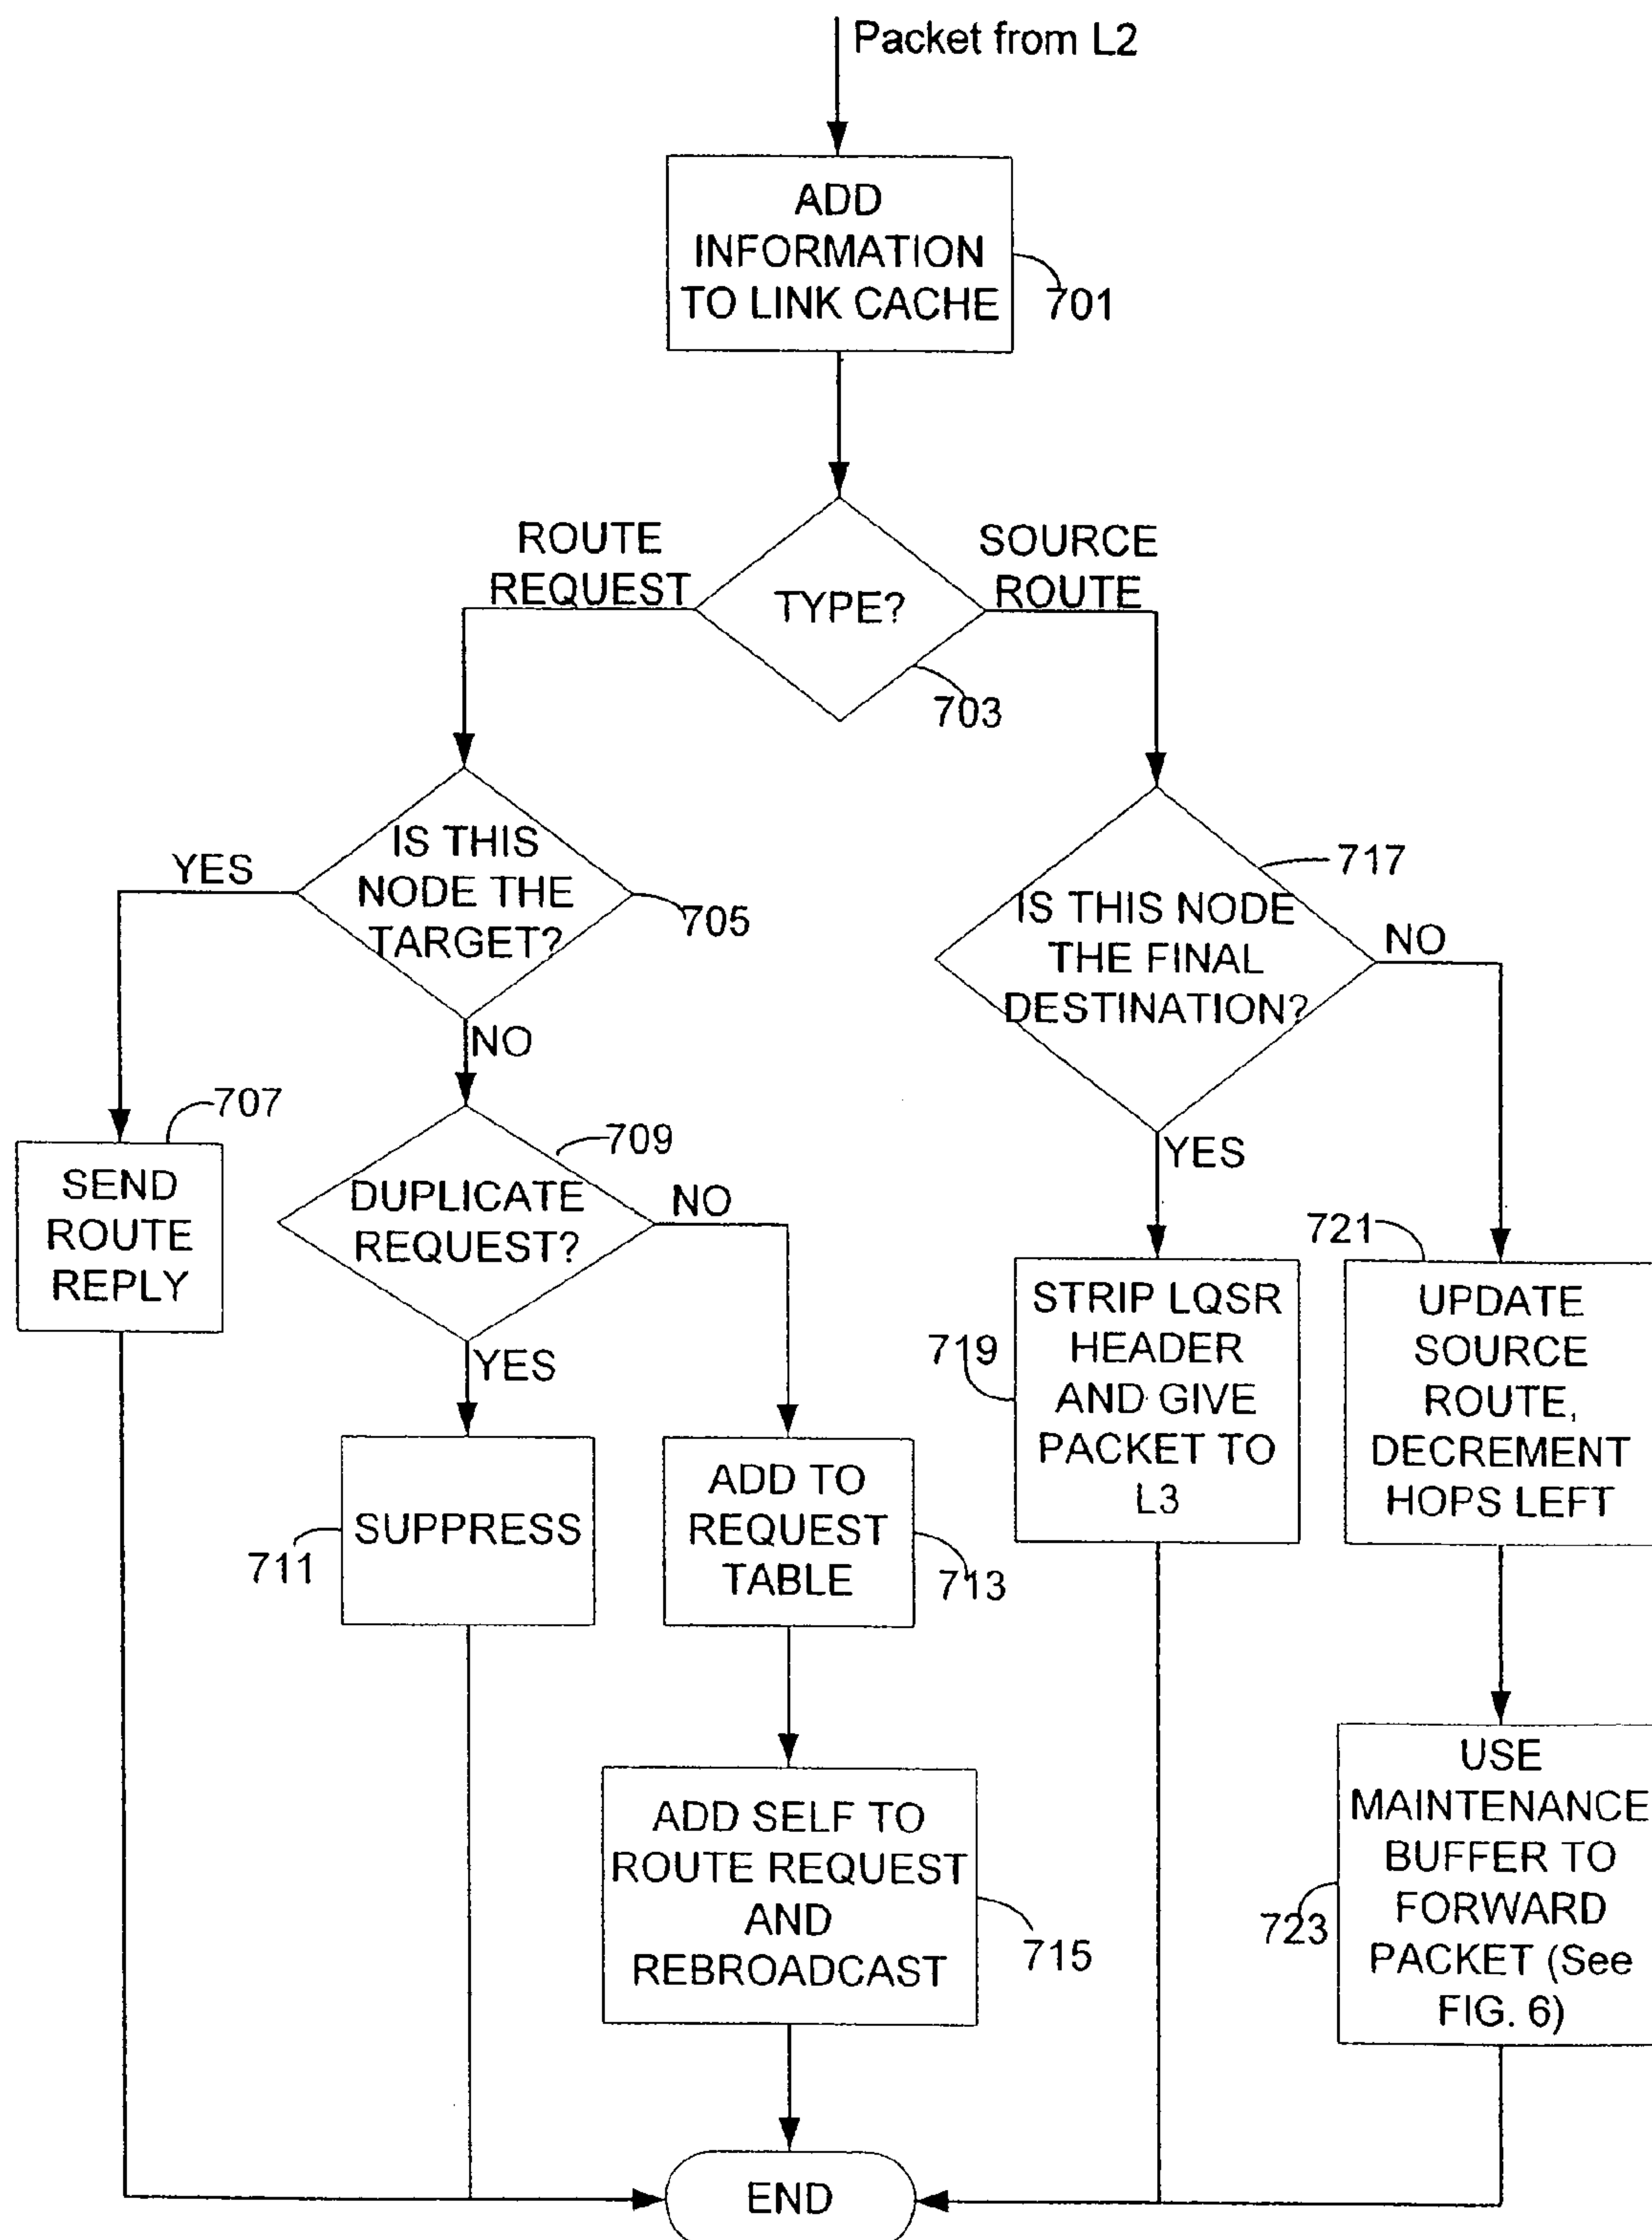 Packet from L2
ADD
INFORMATION
TO LINK CACHE
701
ROUTE
REQUEST
SOURCE
ROUTE
TYPE?
703
IS THIS
NODE THE
TARGET?
705
YES
NO
717
IS THIS NODE
THE FINAL
DESTINATION?
NO
YES
707
SEND
ROUTE
REPLY
709
DUPLICATE
REQUEST?
NO
YES
711
SUPPRESS
ADD TO
REQUEST
TABLE
713
719
STRIP LQSR
HEADER
AND GIVE
PACKET TO
L3
721
UPDATE
SOURCE
ROUTE,
DECREMENT
HOPS LEFT
ADD SELF TO
ROUTE REQUEST
AND
REBROADCAST
715
723
USE
MAINTENANCE
BUFFER TO
FORWARD
PACKET (See
FIG. 6)
END